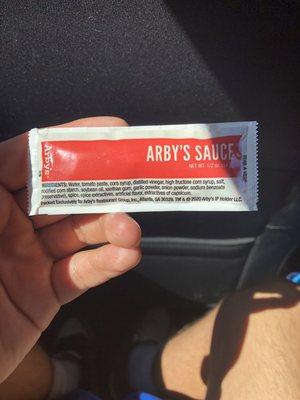 Arby's
ARBY'S SAUCE
NET WT. 1/2 oz.
INGREDIENTS: Water, tomato paste, corn syrup, distilled vinegar, high fructose corn syrup, salt,
modified corn starch, soybean oil, xanthan gum, garlic powder, onion powder, sodium benzoate
(preservative), spice, spice extractives, artificial flavor, extractives of capsicum.
Packed Exclusively for Arby's Restaurant Group, Inc., Atlanta, GA 30328. TM & © 2020 Arby's IP Holder LLC.